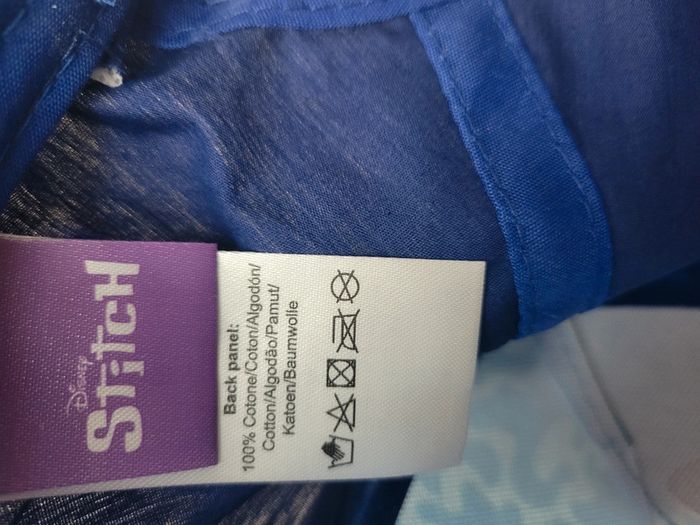 Disney
Stitch
Back panel:
100% Cotone/Coton/Algodón/
Cotton/Algodão/Pamut/
Katoen/Baumwolle